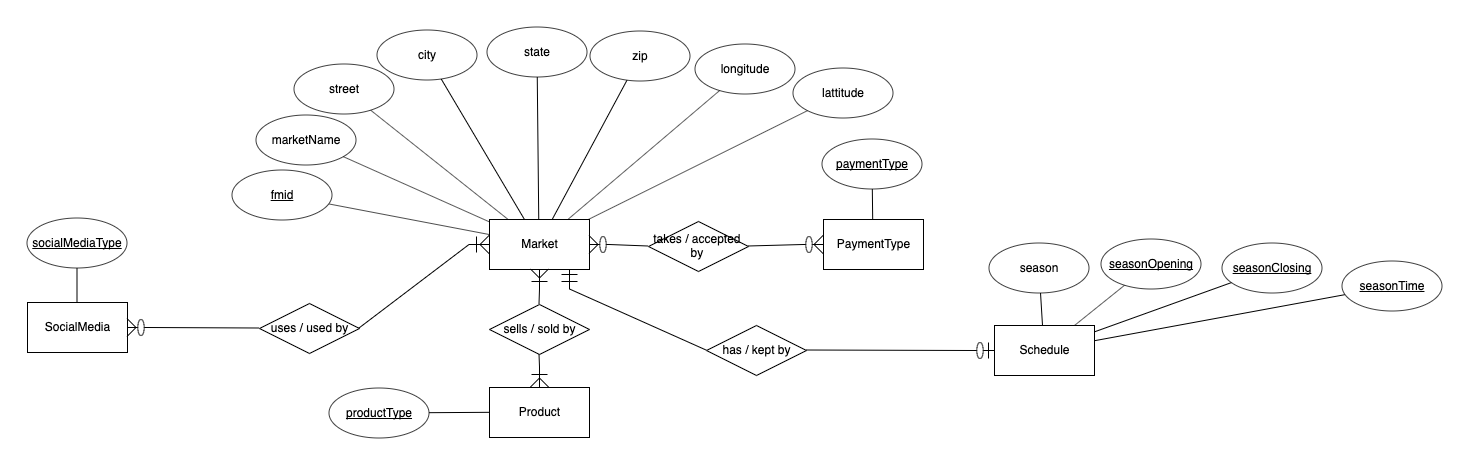 city
state
zip
longitude
street
lattitude
marketName
paymentType
fmid
socialMediaType
Market
takes / accepted
by
PaymentType
season
seasonOpening
seasonClosing
seasonTime
SocialMedia
uses / used by
sells / sold by
has / kept by
Schedule
productType
Product